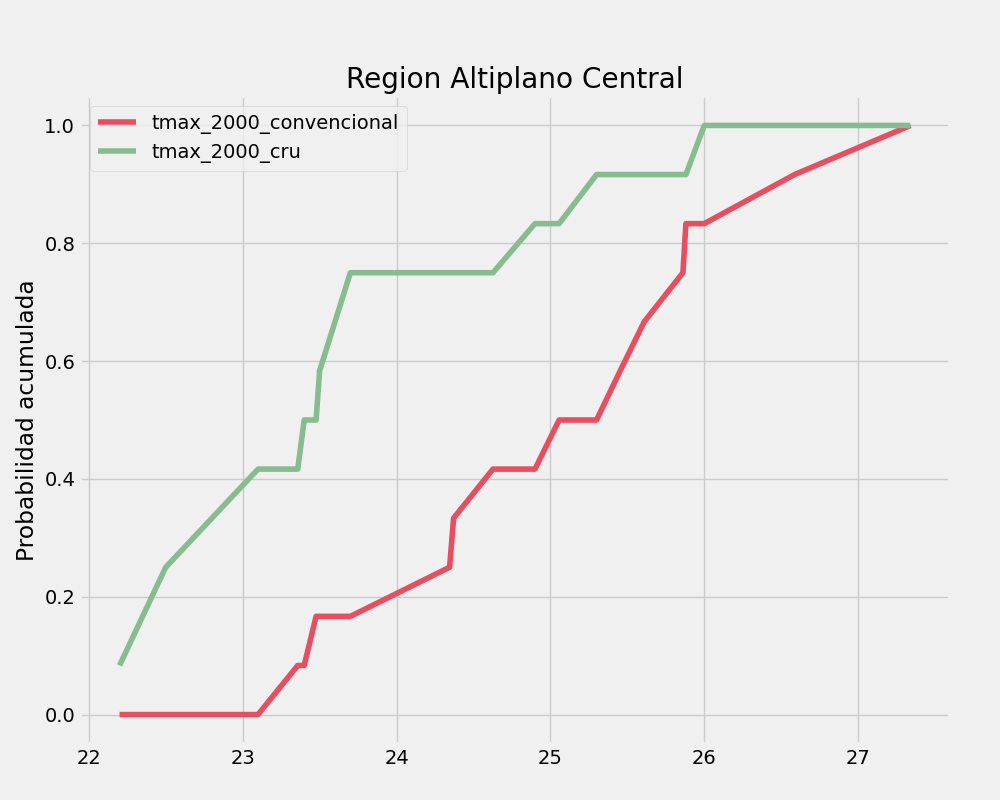 Region Altiplano Central
tmax_2000_convencional
tmax_2000_cru
Probabilidad acumulada
1.0
0.8
0.6
0.4
0.2
0.0
22 23 24 25 26 27